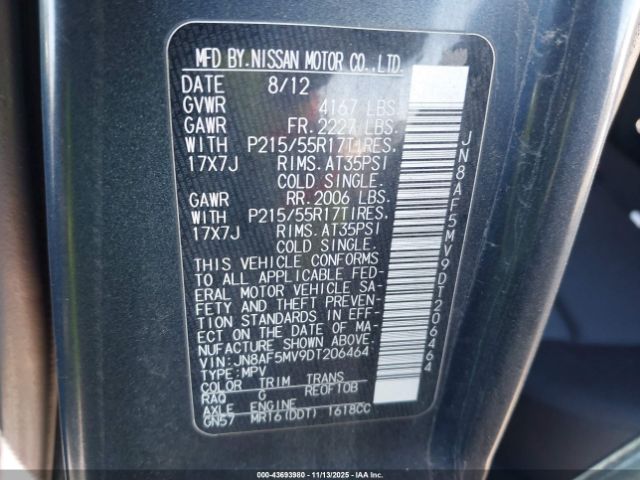 MFD BY.NISSAN MOTOR CO.,LTD.
DATE 8/12
GVWR 4167 LBS.
GAWR FR.2227 LBS.
WITH P215/55R17TIRES.
17X7J RIMS.AT35PSI
COLD SINGLE.
GAWR RR.2006 LBS.
WITH P215/55R17TIRES.
17X7J RIMS.AT35PSI
COLD SINGLE.
THIS VEHICLE CONFORMS
TO ALL APPLICABLE FED-
ERAL MOTOR VEHICLE SA-
FETY AND THEFT PREVEN-
TION STANDARDS IN EFF-
ECT ON THE DATE OF MA-
NUFACTURE SHOWN ABOVE.
VIN:JN8AF5MV9DT206464
TYPE:MPV
COLOR TRIM TRANS
RAQ G RE0F10B
AXLE ENGINE
GN57 MR16(DDT) 1618CC
JN8AF5MV9DT206464
000-43693980 - 11/13/2025 - IAAI.COM